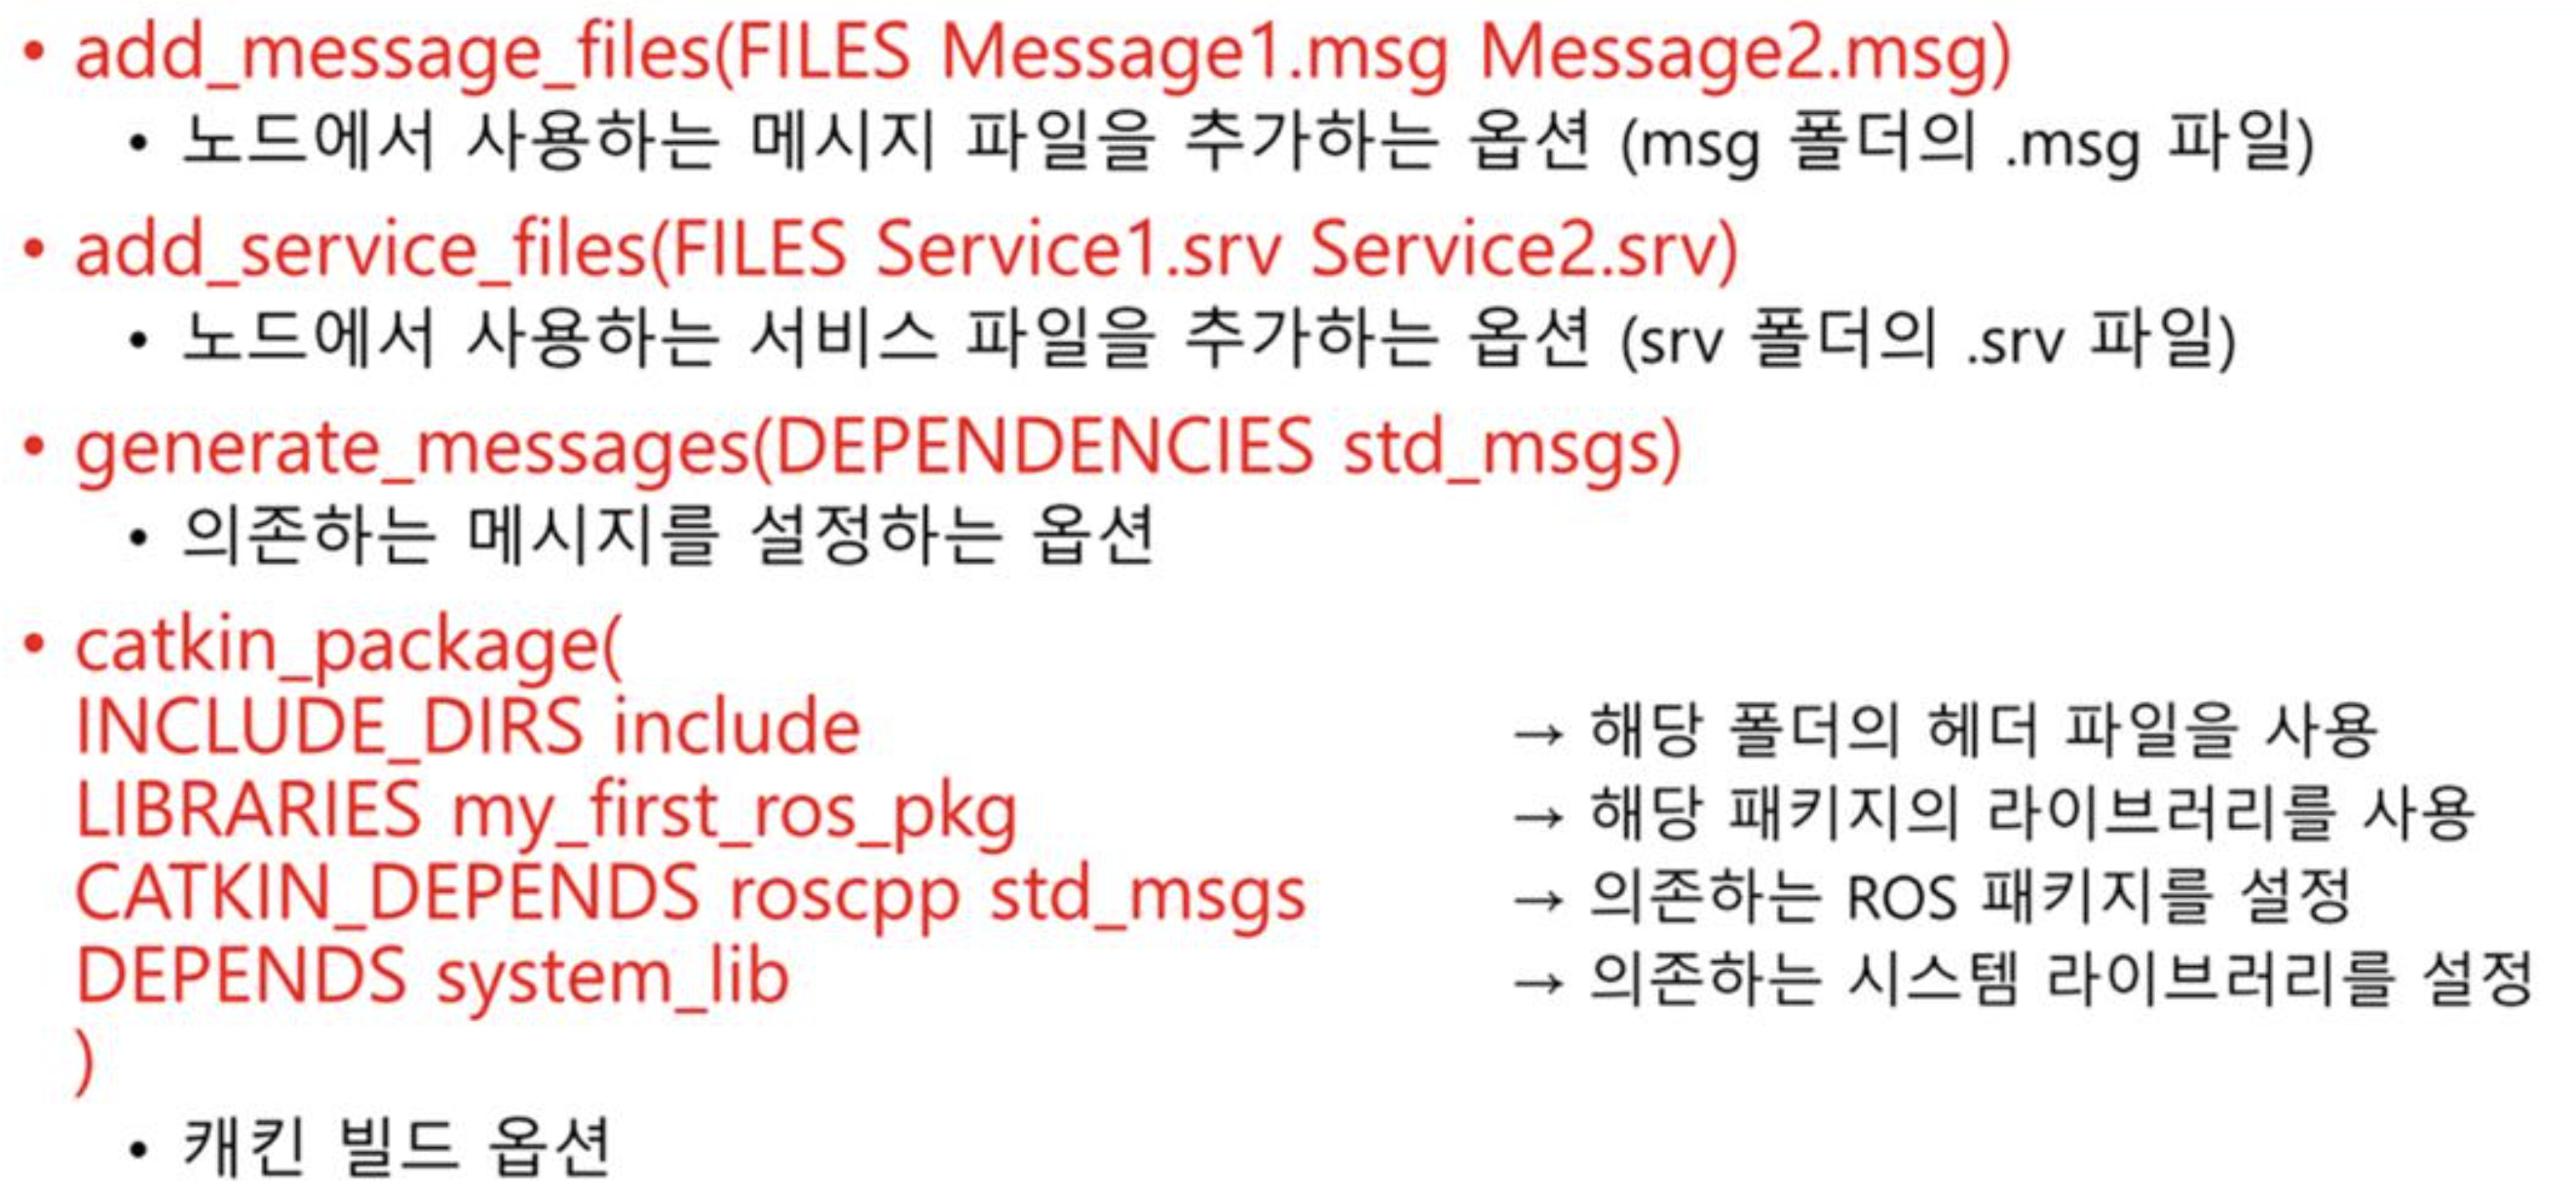 • add_message_files(FILES Message1.msg Message2.msg)
• 노드에서 사용하는 메시지 파일을 추가하는 옵션 (msg 폴더의 .msg 파일)
• add_service_files(FILES Service1.srv Service2.srv)
• 노드에서 사용하는 서비스 파일을 추가하는 옵션 (srv 폴더의 .srv 파일)
• generate_messages(DEPENDENCIES std_msgs)
• 의존하는 메시지를 설정하는 옵션
• catkin_package(
INCLUDE_DIRS include → 해당 폴더의 헤더 파일을 사용
LIBRARIES my_first_ros_pkg → 해당 패키지의 라이브러리를 사용
CATKIN_DEPENDS roscpp std_msgs → 의존하는 ROS 패키지를 설정
DEPENDS system_lib → 의존하는 시스템 라이브러리를 설정
)
• 캐킨 빌드 옵션